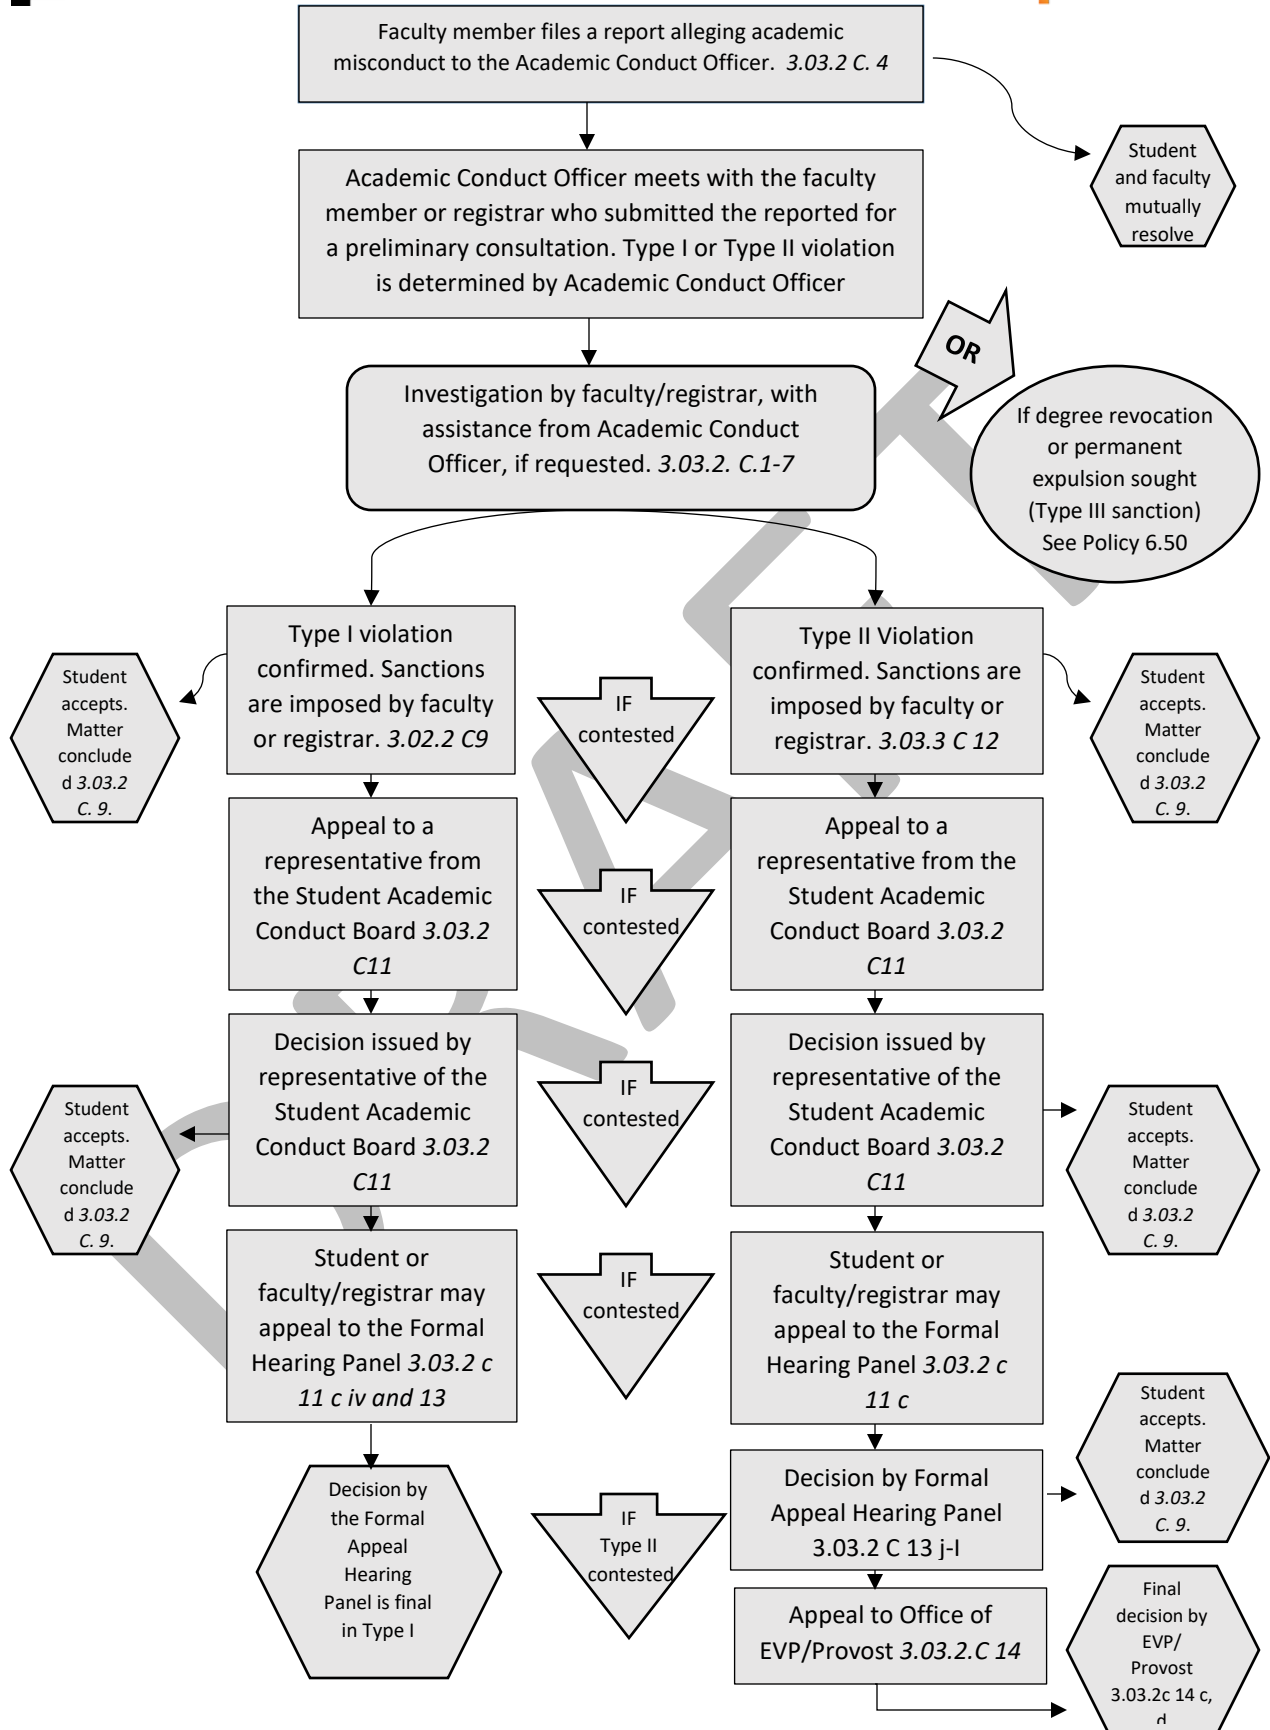 Faculty member files a report alleging academic
misconduct to the Academic Conduct Officer. 3.03.2 C. 4
Student
and faculty
mutually
resolve
Academic Conduct Officer meets with the faculty
member or registrar who submitted the reported for
a preliminary consultation. Type I or Type II violation
is determined by Academic Conduct Officer
OR
Investigation by faculty/registrar, with
assistance from Academic Conduct
Officer, if requested. 3.03.2. C.1-7
If degree revocation
or permanent
expulsion sought
(Type III sanction)
See Policy 6.50
Type I violation
confirmed. Sanctions
are imposed by faculty
or registrar. 3.02.2 C9
Type II Violation
confirmed. Sanctions are
imposed by faculty or
registrar. 3.03.3 C 12
Student
accepts.
Matter
conclude
d 3.03.2
C. 9.
IF
contested
Student
accepts.
Matter
conclude
d 3.03.2
C. 9.
Appeal to a
representative from
the Student Academic
Conduct Board 3.03.2
C11
IF
contested
Appeal to a
representative from the
Student Academic
Conduct Board 3.03.2
C11
Decision issued by
representative of the
Student Academic
Conduct Board 3.03.2
C11
IF
contested
Decision issued by
representative of the
Student Academic
Conduct Board 3.03.2
C11
Student
accepts.
Matter
conclude
d 3.03.2
C. 9.
Student
accepts.
Matter
conclude
d 3.03.2
C. 9.
Student or
faculty/registrar may
appeal to the Formal
Hearing Panel 3.03.2 c
11 c iv and 13
IF
contested
Student or
faculty/registrar may
appeal to the Formal
Hearing Panel 3.03.2 c
11 c
Student
accepts.
Matter
conclude
d 3.03.2
C. 9.
Decision by
the Formal
Appeal
Hearing
Panel is final
in Type I
IF
Type II
contested
Decision by Formal
Appeal Hearing Panel
3.03.2 C 13 j-l
Appeal to Office of
EVP/Provost 3.03.2.C 14
Final
decision by
EVP/
Provost
3.03.2c 14 c,
d
DRAFT